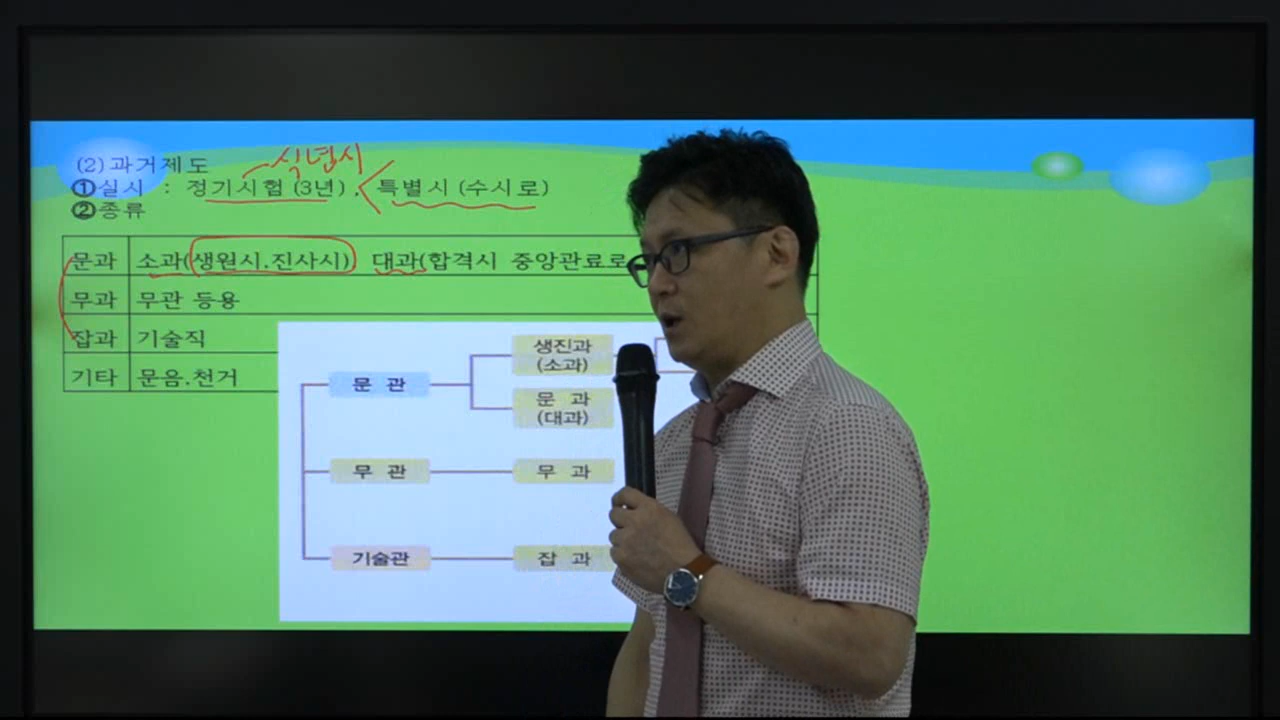 (2)과거제도
식년시
①실시 : 정기시험(3년). 특별시(수시로)
②종류
문과 소과(생원시.진사시) 대과(합격시 중앙관료로
무과 무관 등용
잡과 기술직
기타 문음.천거
생진과
(소과)
문 관
문 과
(대과)
무 관 무 과
기술관 잡 과